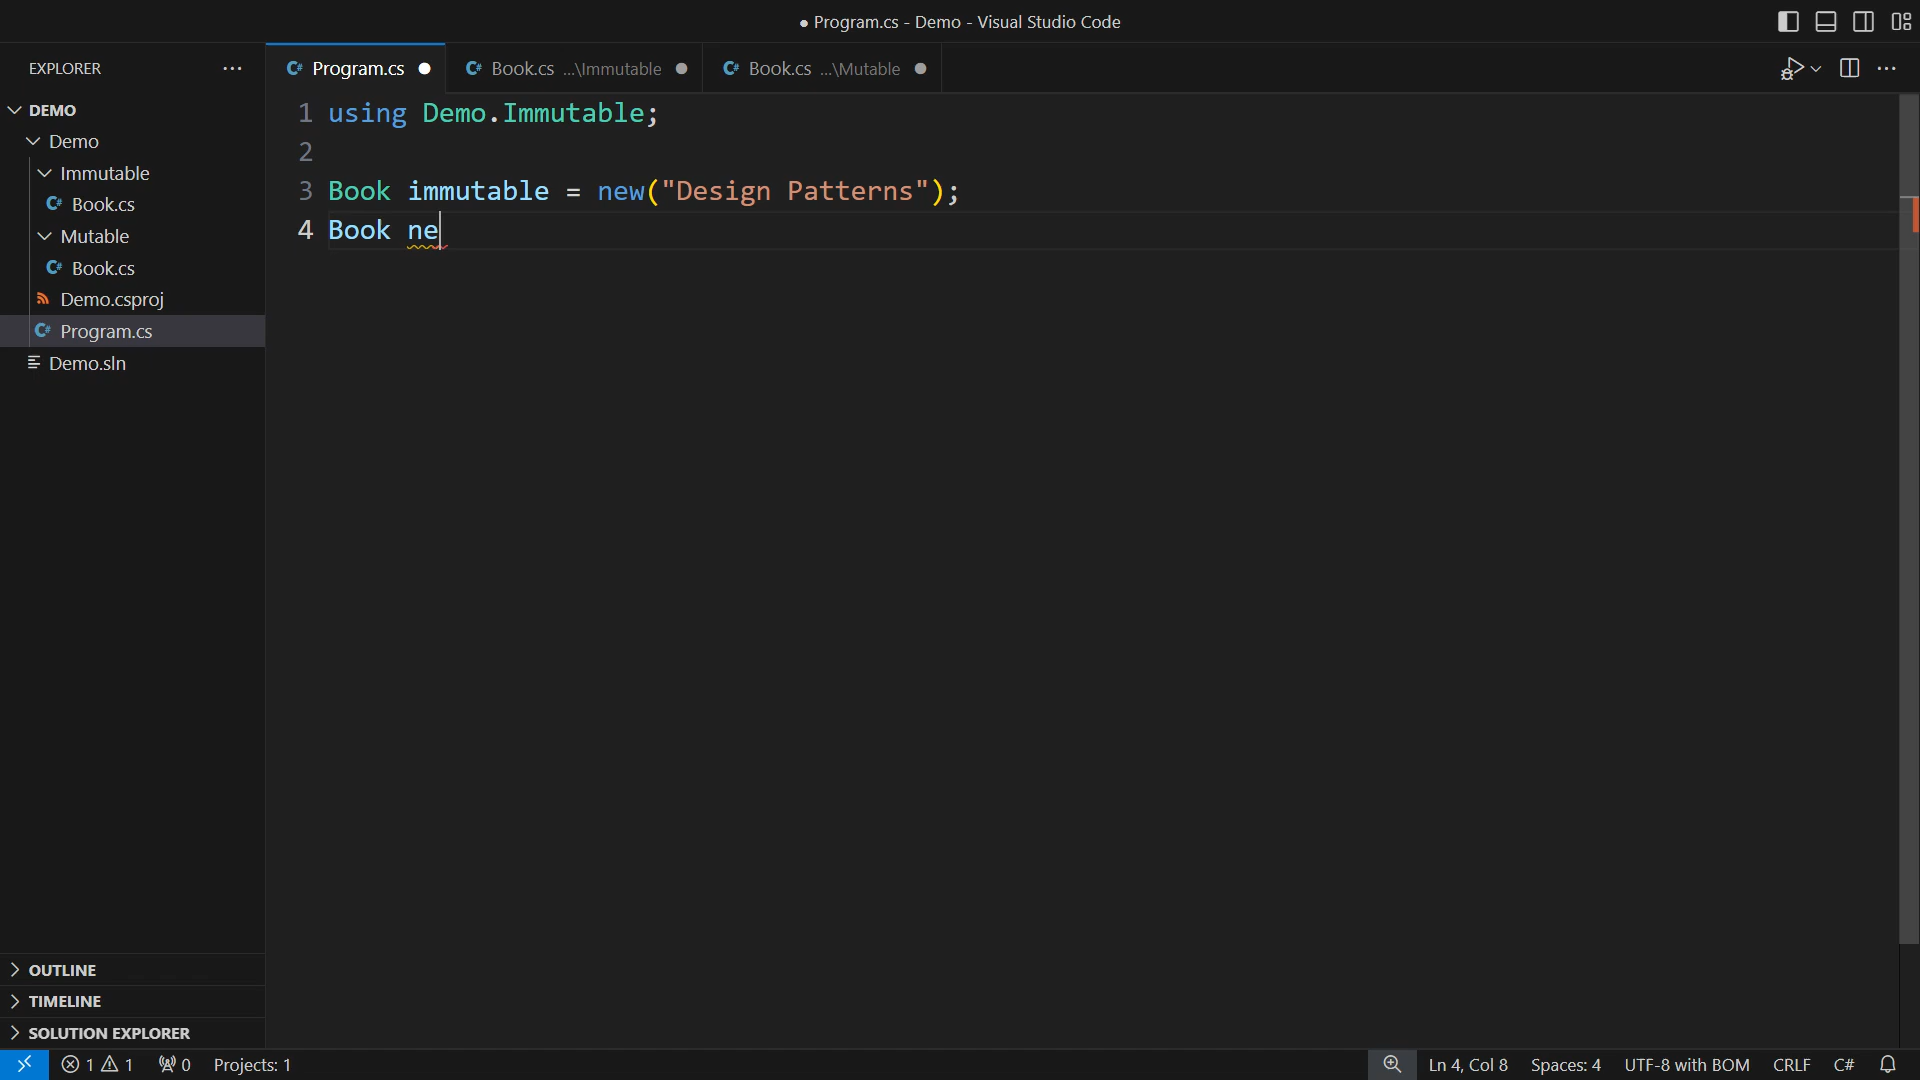 ● Program.cs - Demo - Visual Studio Code
EXPLORER
DEMO
Demo
Immutable
C# Book.cs
Mutable
C# Book.cs
Demo.csproj
C# Program.cs
Demo.sln
OUTLINE
TIMELINE
SOLUTION EXPLORER
C# Program.cs ●
C# Book.cs ...\Immutable ●
C# Book.cs ...\Mutable ●
1 using Demo.Immutable;
2
3 Book immutable = new("Design Patterns");
4 Book ne
1 1 0 Projects: 1
Ln 4, Col 8 Spaces: 4 UTF-8 with BOM CRLF C#